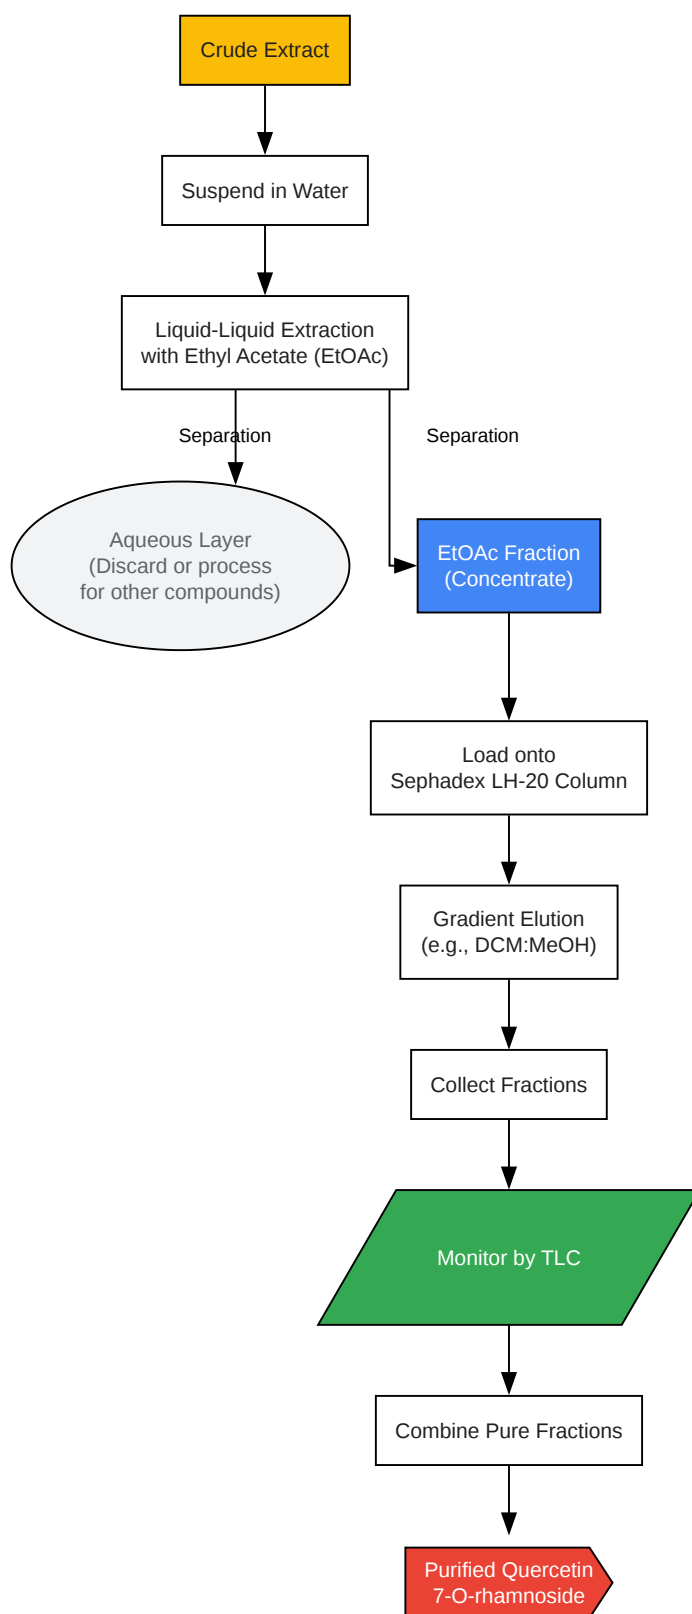 Crude Extract
Suspend in Water
Liquid-Liquid Extraction
with Ethyl Acetate (EtOAc)
Separation
Separation
Aqueous Layer
(Discard or process
for other compounds)
EtOAc Fraction
(Concentrate)
Load onto
Sephadex LH-20 Column
Gradient Elution
(e.g., DCM:MeOH)
Collect Fractions
Monitor by TLC
Combine Pure Fractions
Purified Quercetin
7-O-rhamnoside